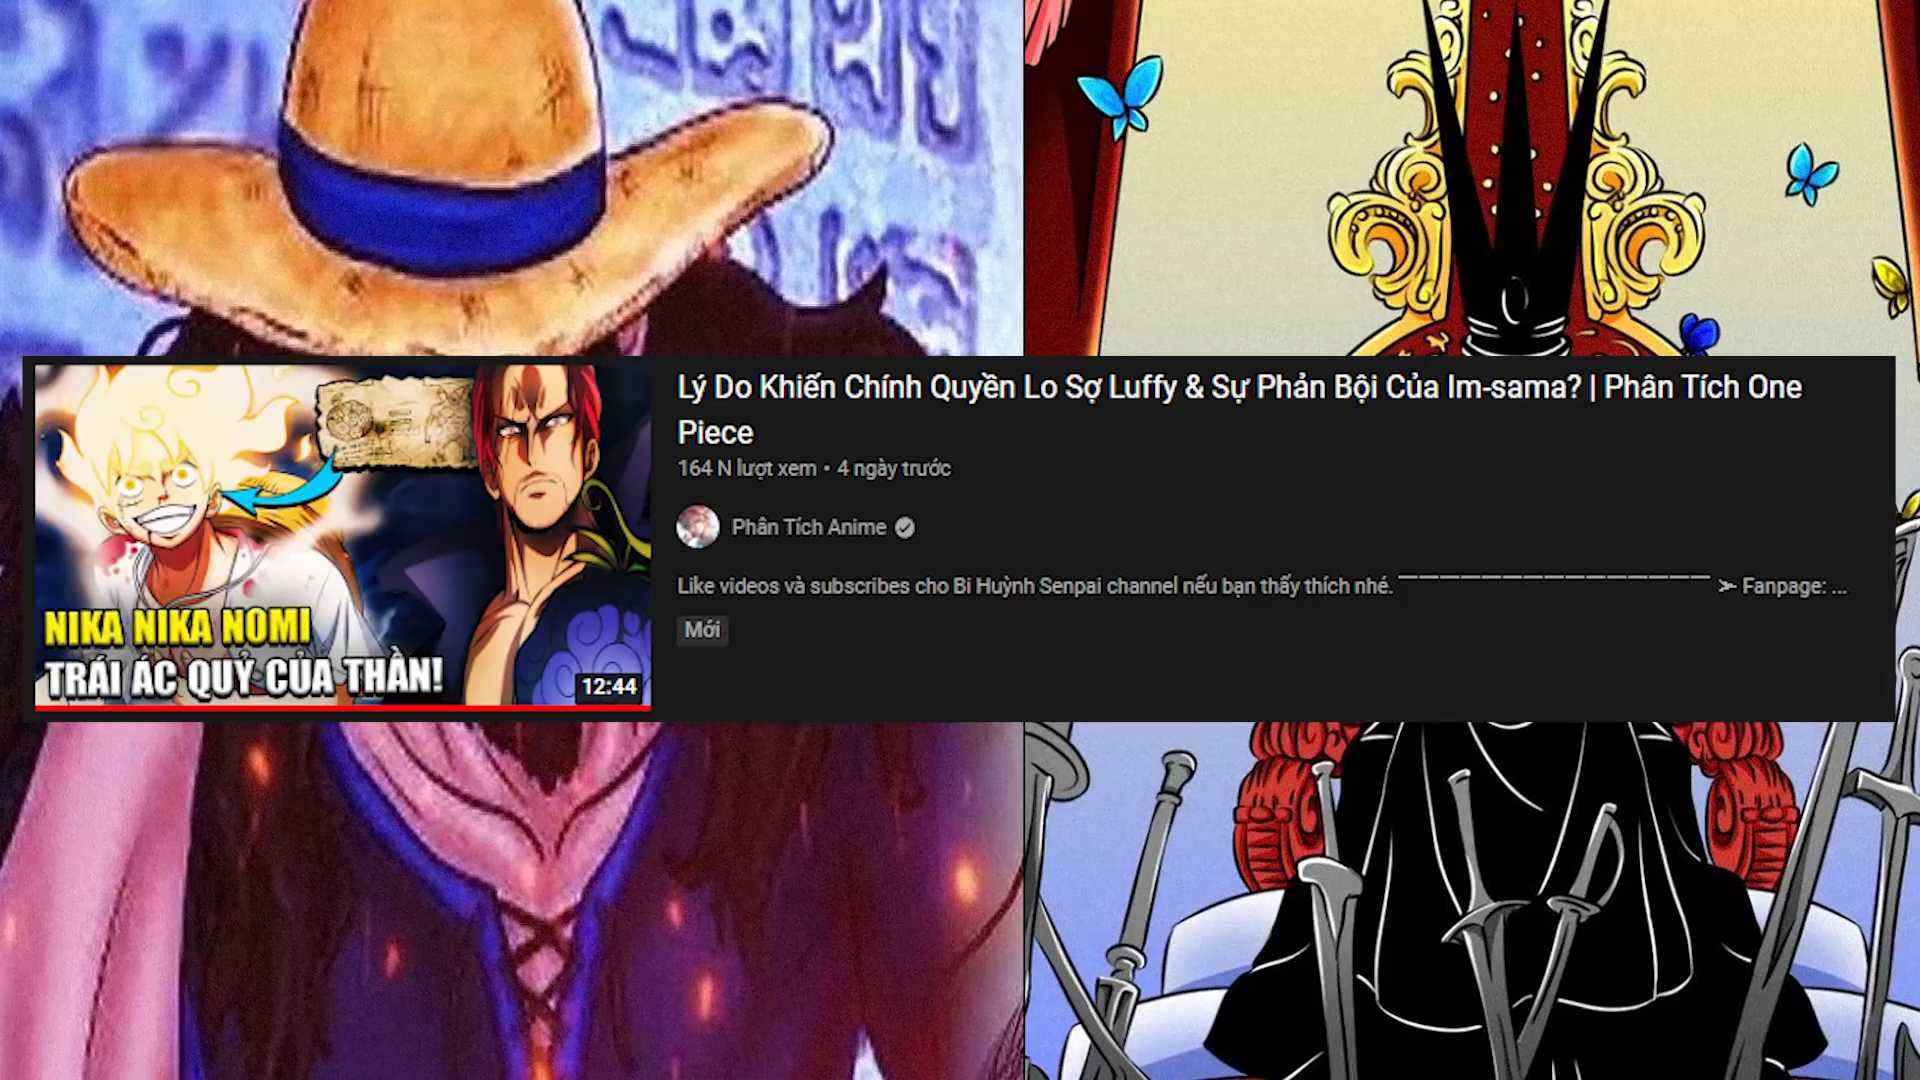 Lý Do Khiến Chính Quyền Lo Sợ Luffy & Sự Phản Bội Của Im-sama? | Phân Tích One
Piece
164 N lượt xem • 4 ngày trước
Phân Tích Anime
Like videos và subscribes cho Bi Huỳnh Senpai channel nếu bạn thấy thích nhé. ¯¯¯¯¯¯¯¯¯¯¯¯¯¯¯ ➢ Fanpage: ...
Mới
NIKA NIKA NOMI
TRÁI ÁC QUỶ CỦA THẦN!
12:44